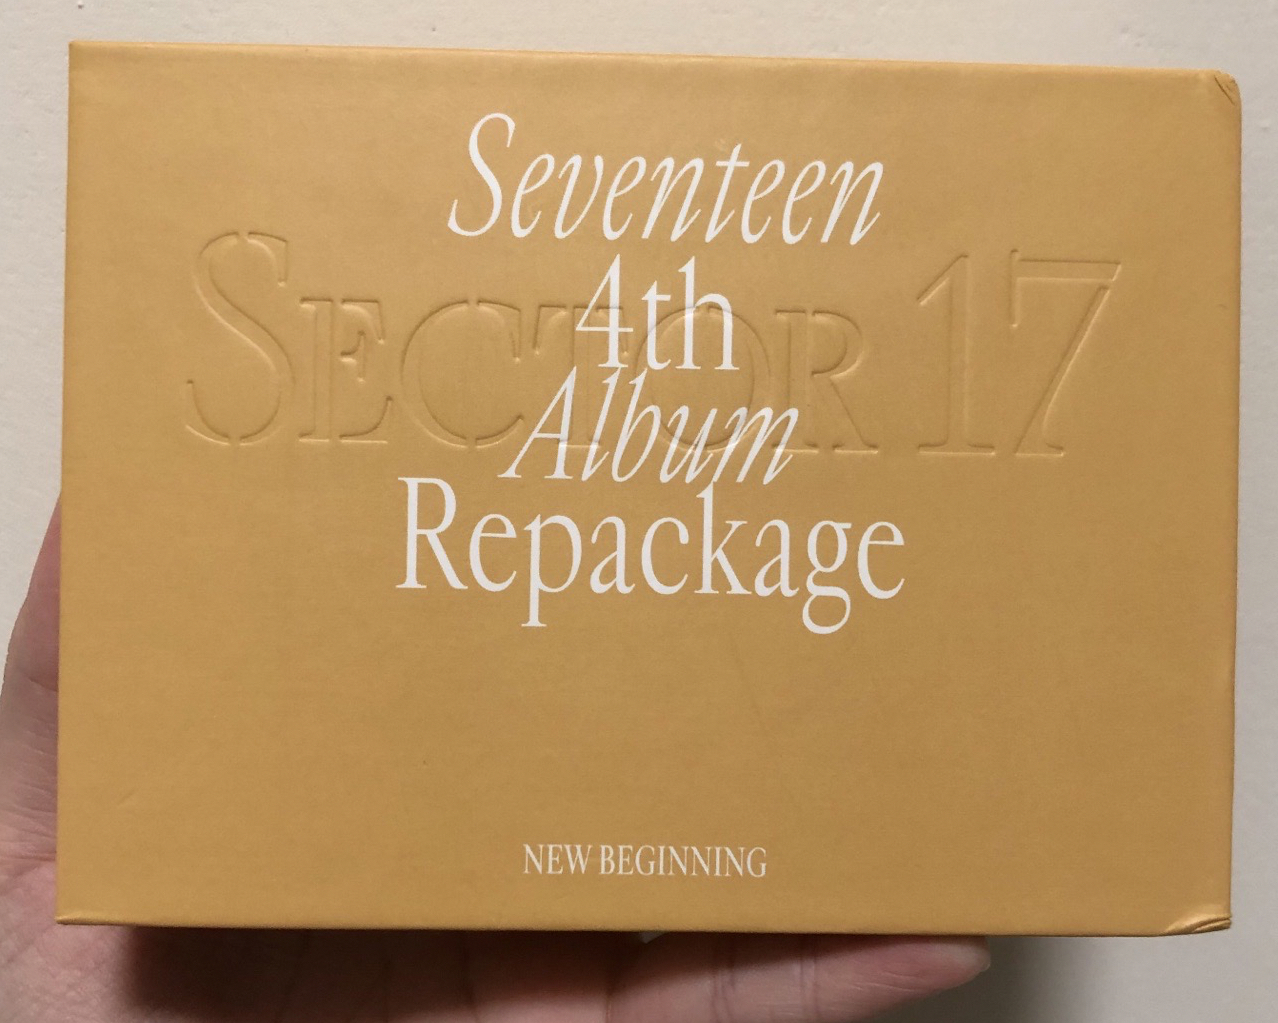 Seventeen
SECTOR 17
4th
Album
Repackage
NEW BEGINNING